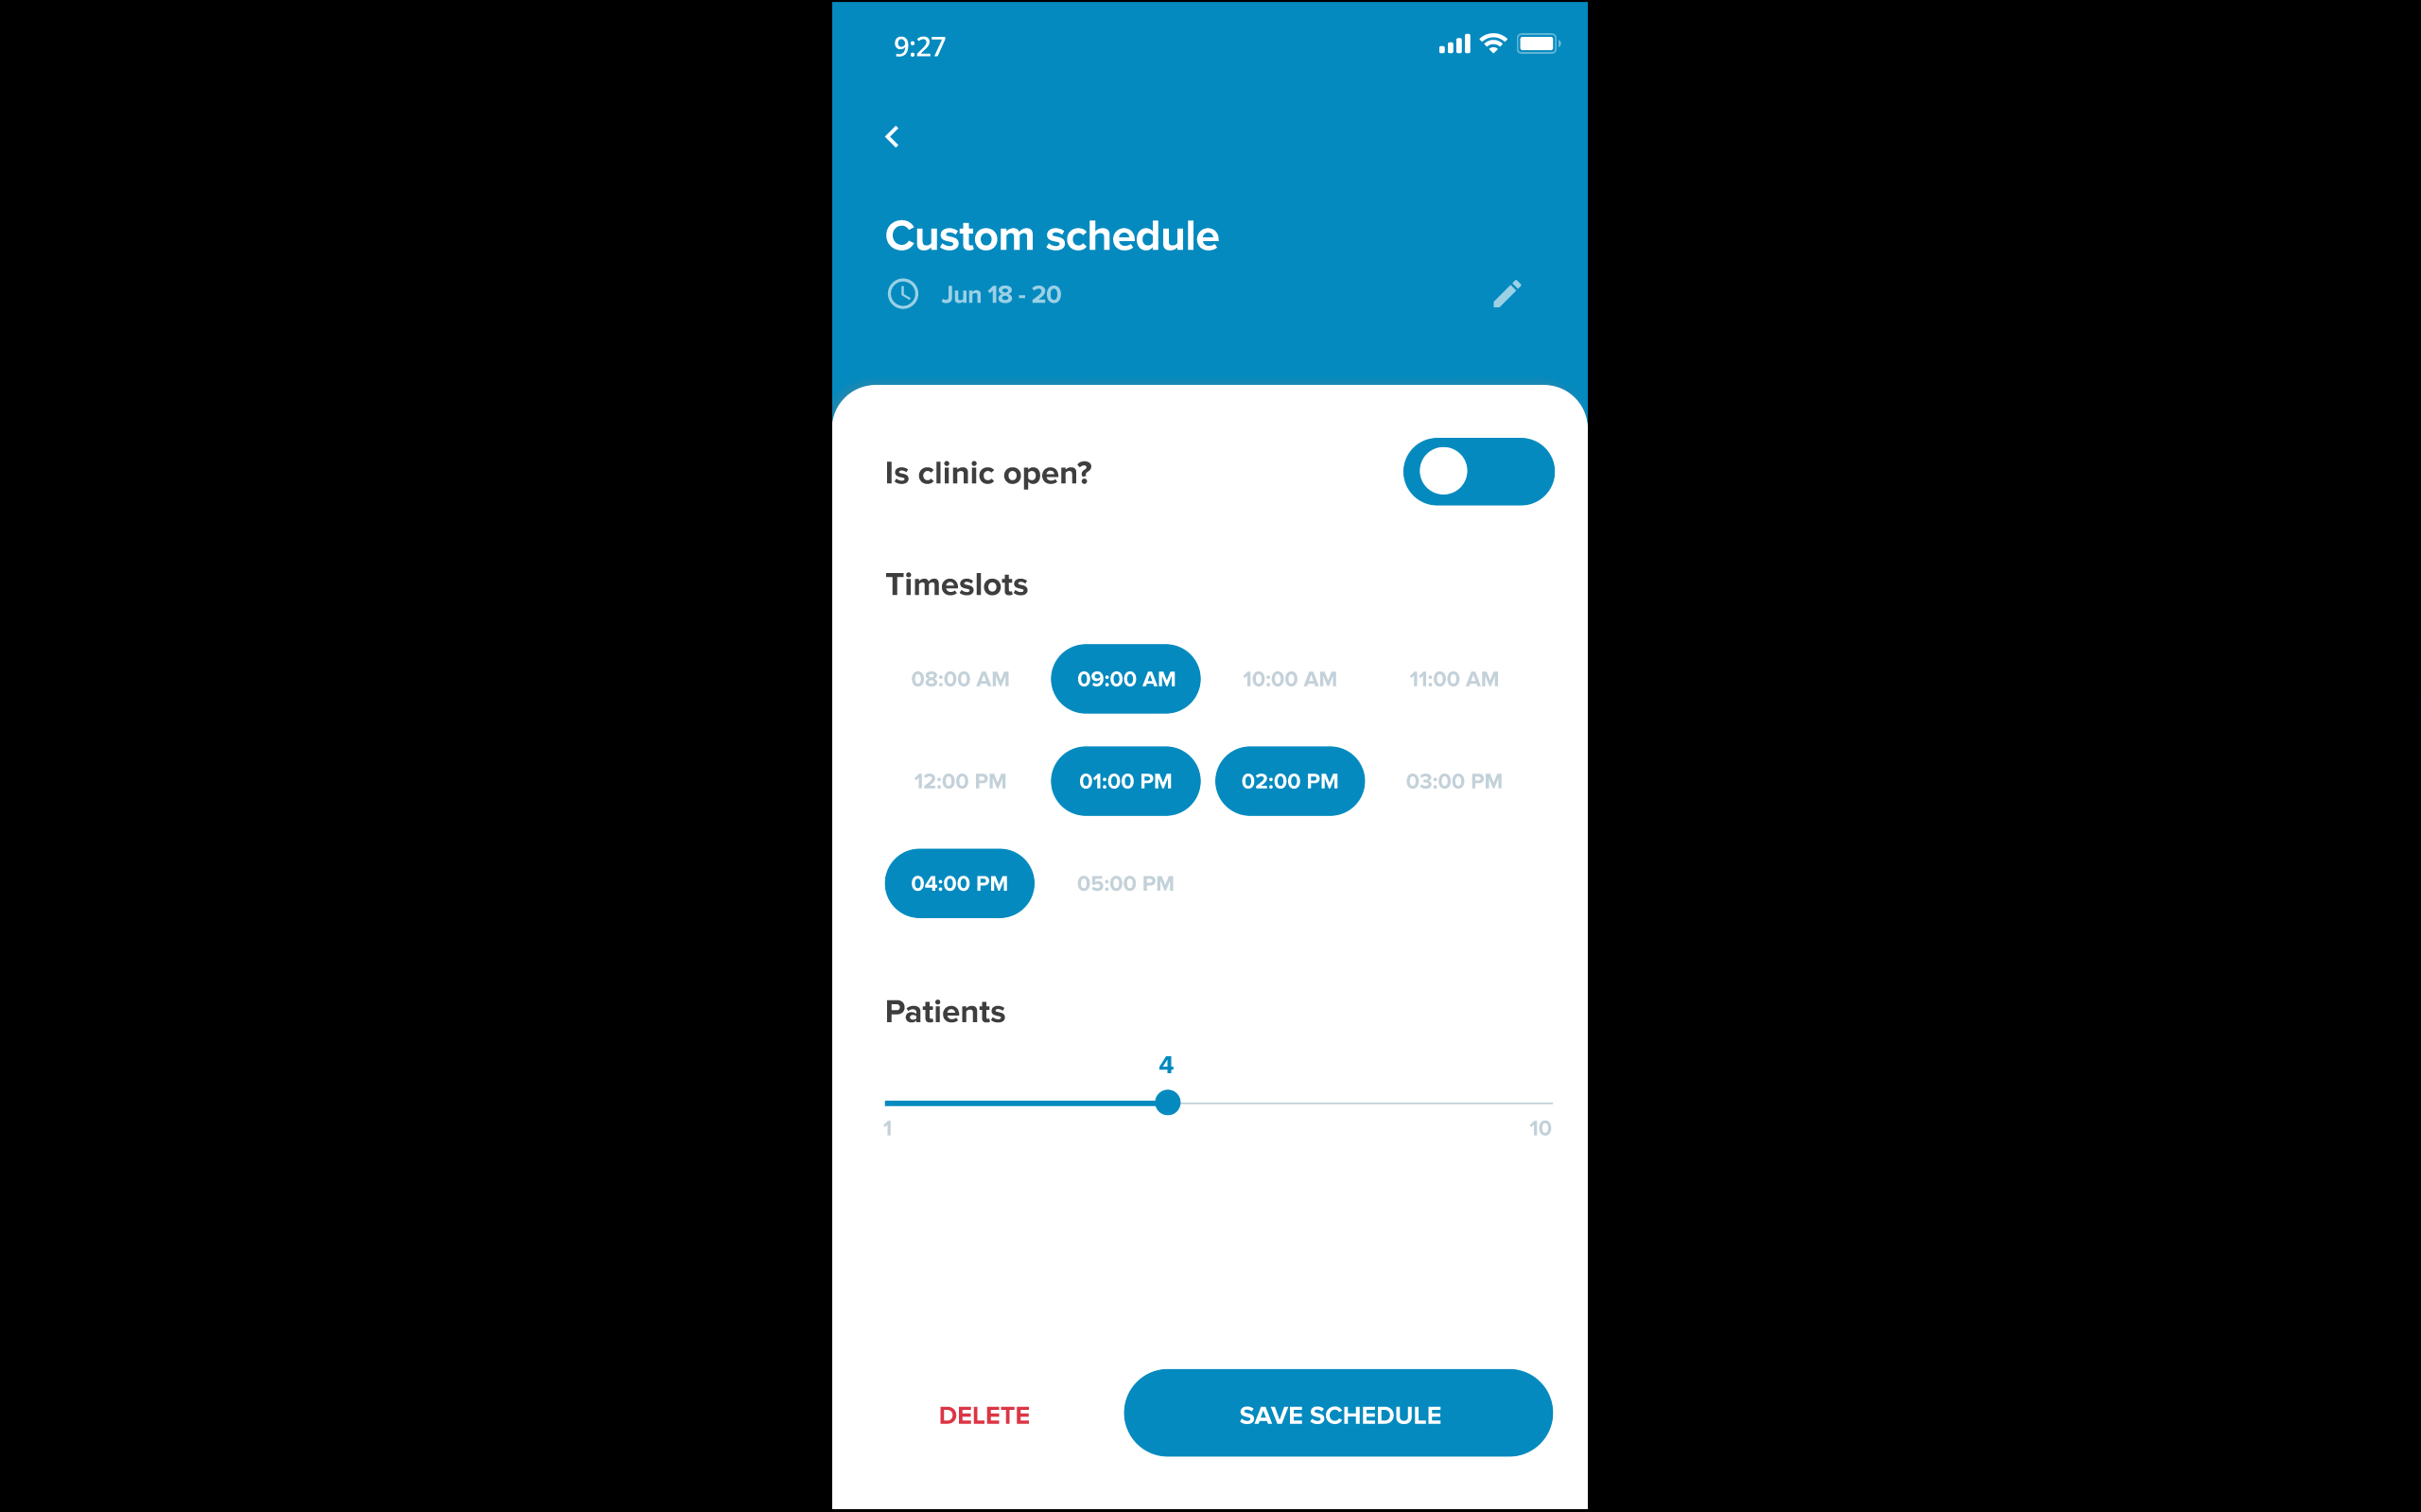 9:27
Custom schedule
Jun 18 - 20
Is clinic open?
Timeslots
08:00 AM 09:00 AM 10:00 AM 11:00 AM
12:00 PM 01:00 PM 02:00 PM 03:00 PM
04:00 PM 05:00 PM
Patients
4
1 10
DELETE SAVE SCHEDULE